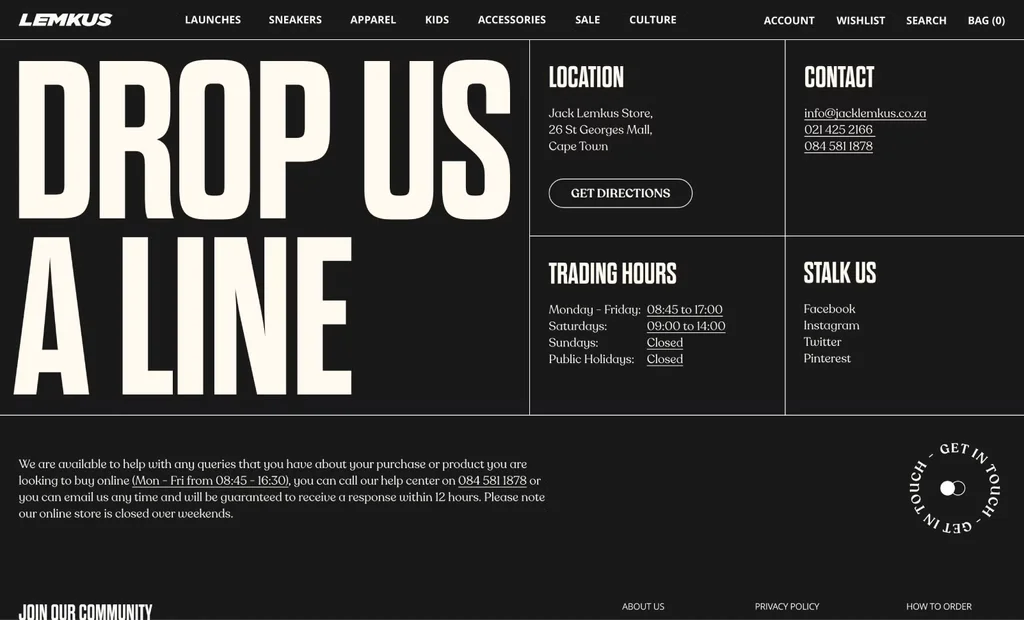 LEMKUS
LAUNCHES SNEAKERS APPAREL KIDS ACCESSORIES SALE CULTURE
ACCOUNT WISHLIST SEARCH BAG (0)
DROP US
A LINE
LOCATION
Jack Lemkus Store,
26 St Georges Mall,
Cape Town
GET DIRECTIONS
CONTACT
info@jacklemkus.co.za
021 425 2166
084 581 1878
TRADING HOURS
Monday - Friday: 08:45 to 17:00
Saturdays: 09:00 to 14:00
Sundays: Closed
Public Holidays: Closed
STALK US
Facebook
Instagram
Twitter
Pinterest
We are available to help with any queries that you have about your purchase or product you are
looking to buy online (Mon - Fri from 08:45 - 16:30), you can call our help center on 084 581 1878 or
you can email us any time and will be guaranteed to receive a response within 12 hours. Please note
our online store is closed over weekends.
GET IN TOUCH - GET IN TOUCH -
JOIN OUR COMMUNITY
ABOUT US PRIVACY POLICY HOW TO ORDER